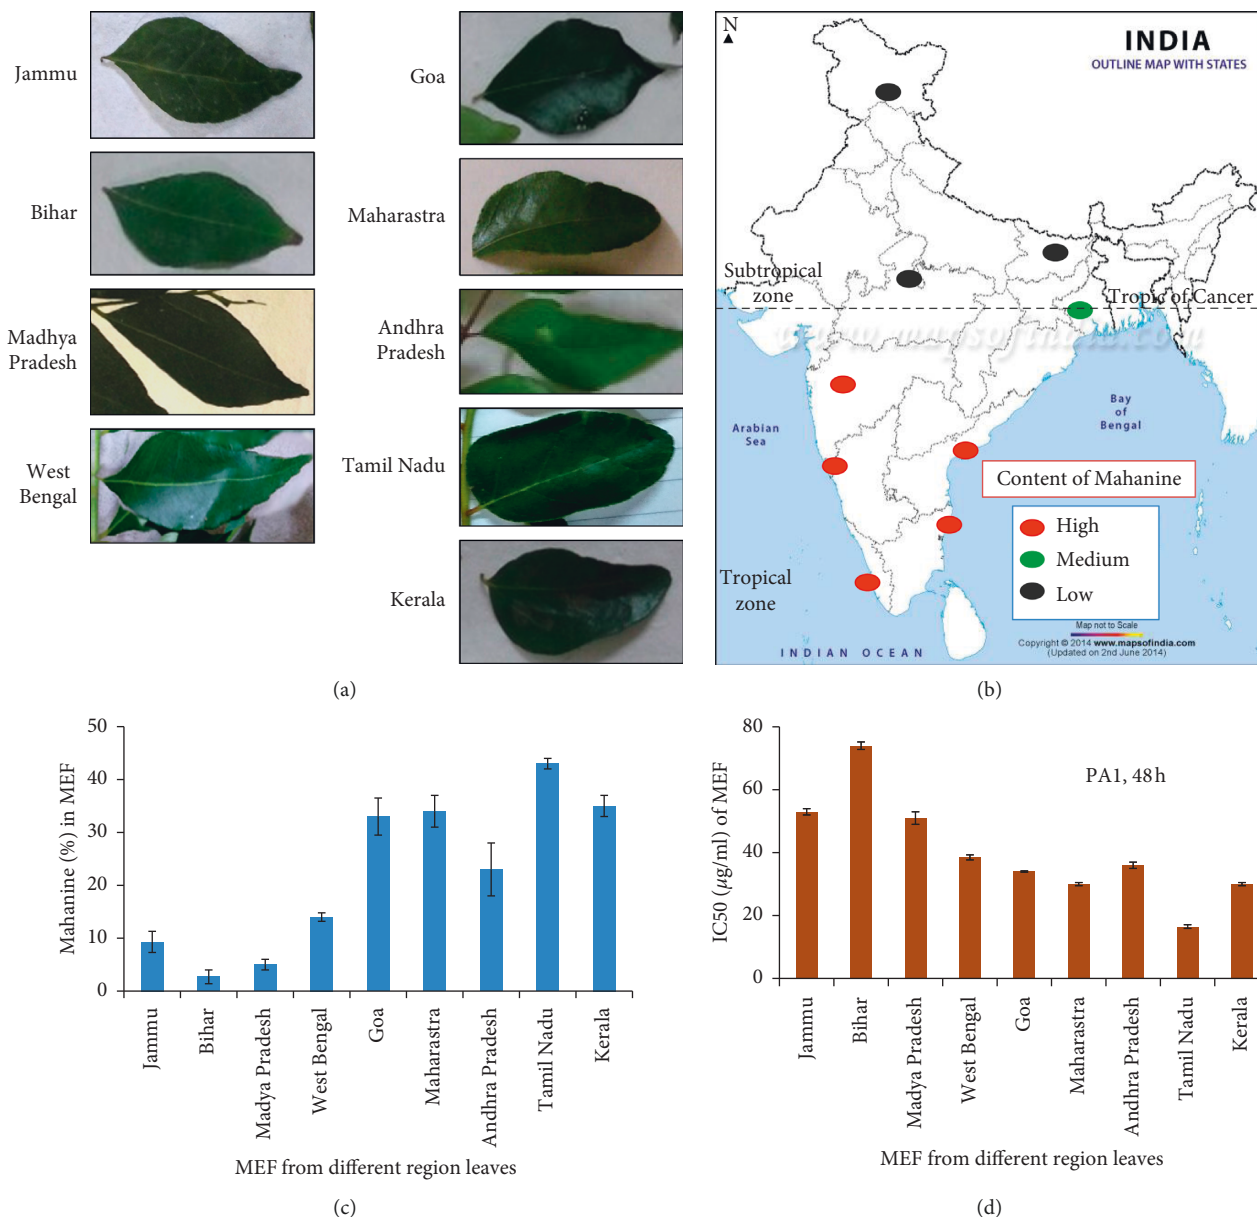 Jammu
Bihar
Madhya
Pradesh
West
Bengal
Goa
Maharastra
Andhra
Pradesh
Tamil Nadu
Kerala
(a)
N
INDIA
OUTLINE MAP WITH STATES
Subtropical
zone
Tropic of Cancer
www.mapsofindia.com
Arabian
Sea
Bay
of
Bengal
Content of Mahanine
High
Medium
Low
Tropical
zone
Map not to Scale
Copyright © 2014 www.mapsofindia.com
(Updated on 2nd June 2014)
INDIAN OCEAN
(b)
50
40
30
20
10
0
Mahanine (%) in MEF
Jammu
Bihar
Madya Pradesh
West Bengal
Goa
Maharastra
Andhra Pradesh
Tamil Nadu
Kerala
MEF from different region leaves
(c)
80
60
40
20
0
IC50 (μg/ml) of MEF
PA1, 48 h
Jammu
Bihar
Madya Pradesh
West Bengal
Goa
Maharastra
Andhra Pradesh
Tamil Nadu
Kerala
MEF from different region leaves
(d)